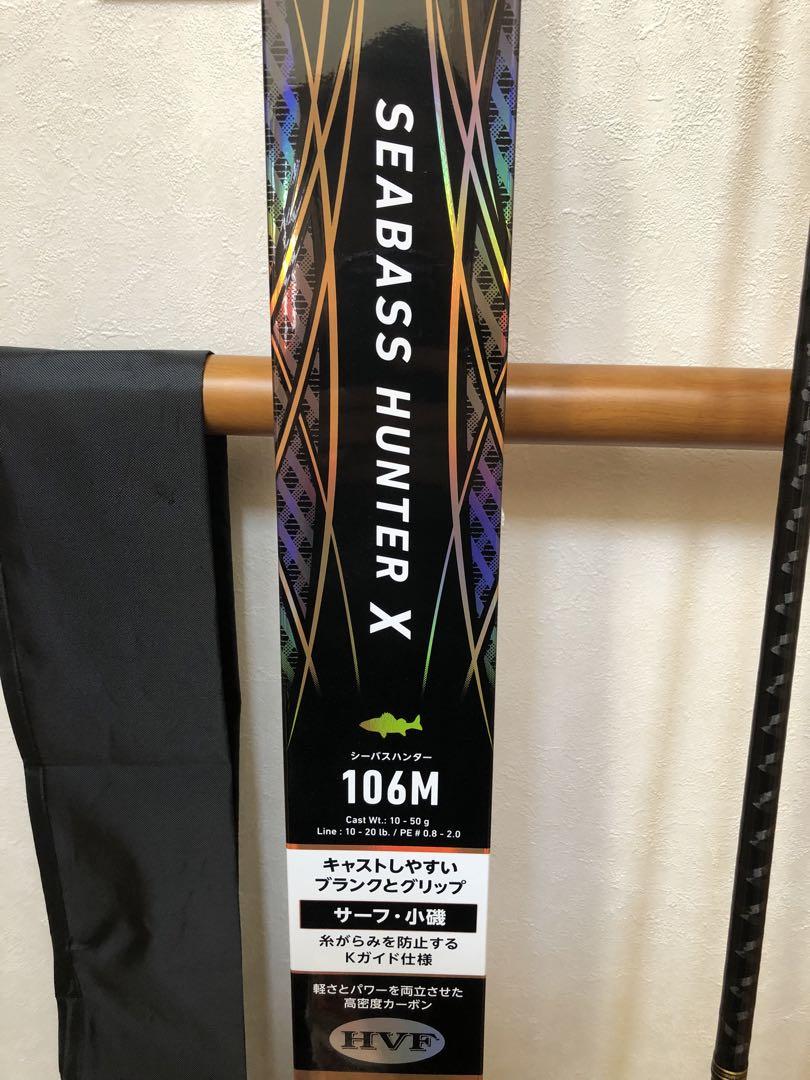 SEABASS HUNTER X
シーバスハンター
106M
Cast Wt.: 10 - 50 g
Line : 10 - 20 lb. / PE # 0.8 - 2.0
キャストしやすい
ブランクとグリップ
サーフ・小磯
糸がらみを防止する
Kガイド仕様
軽さとパワーを両立させた
高密度カーボン
HVF